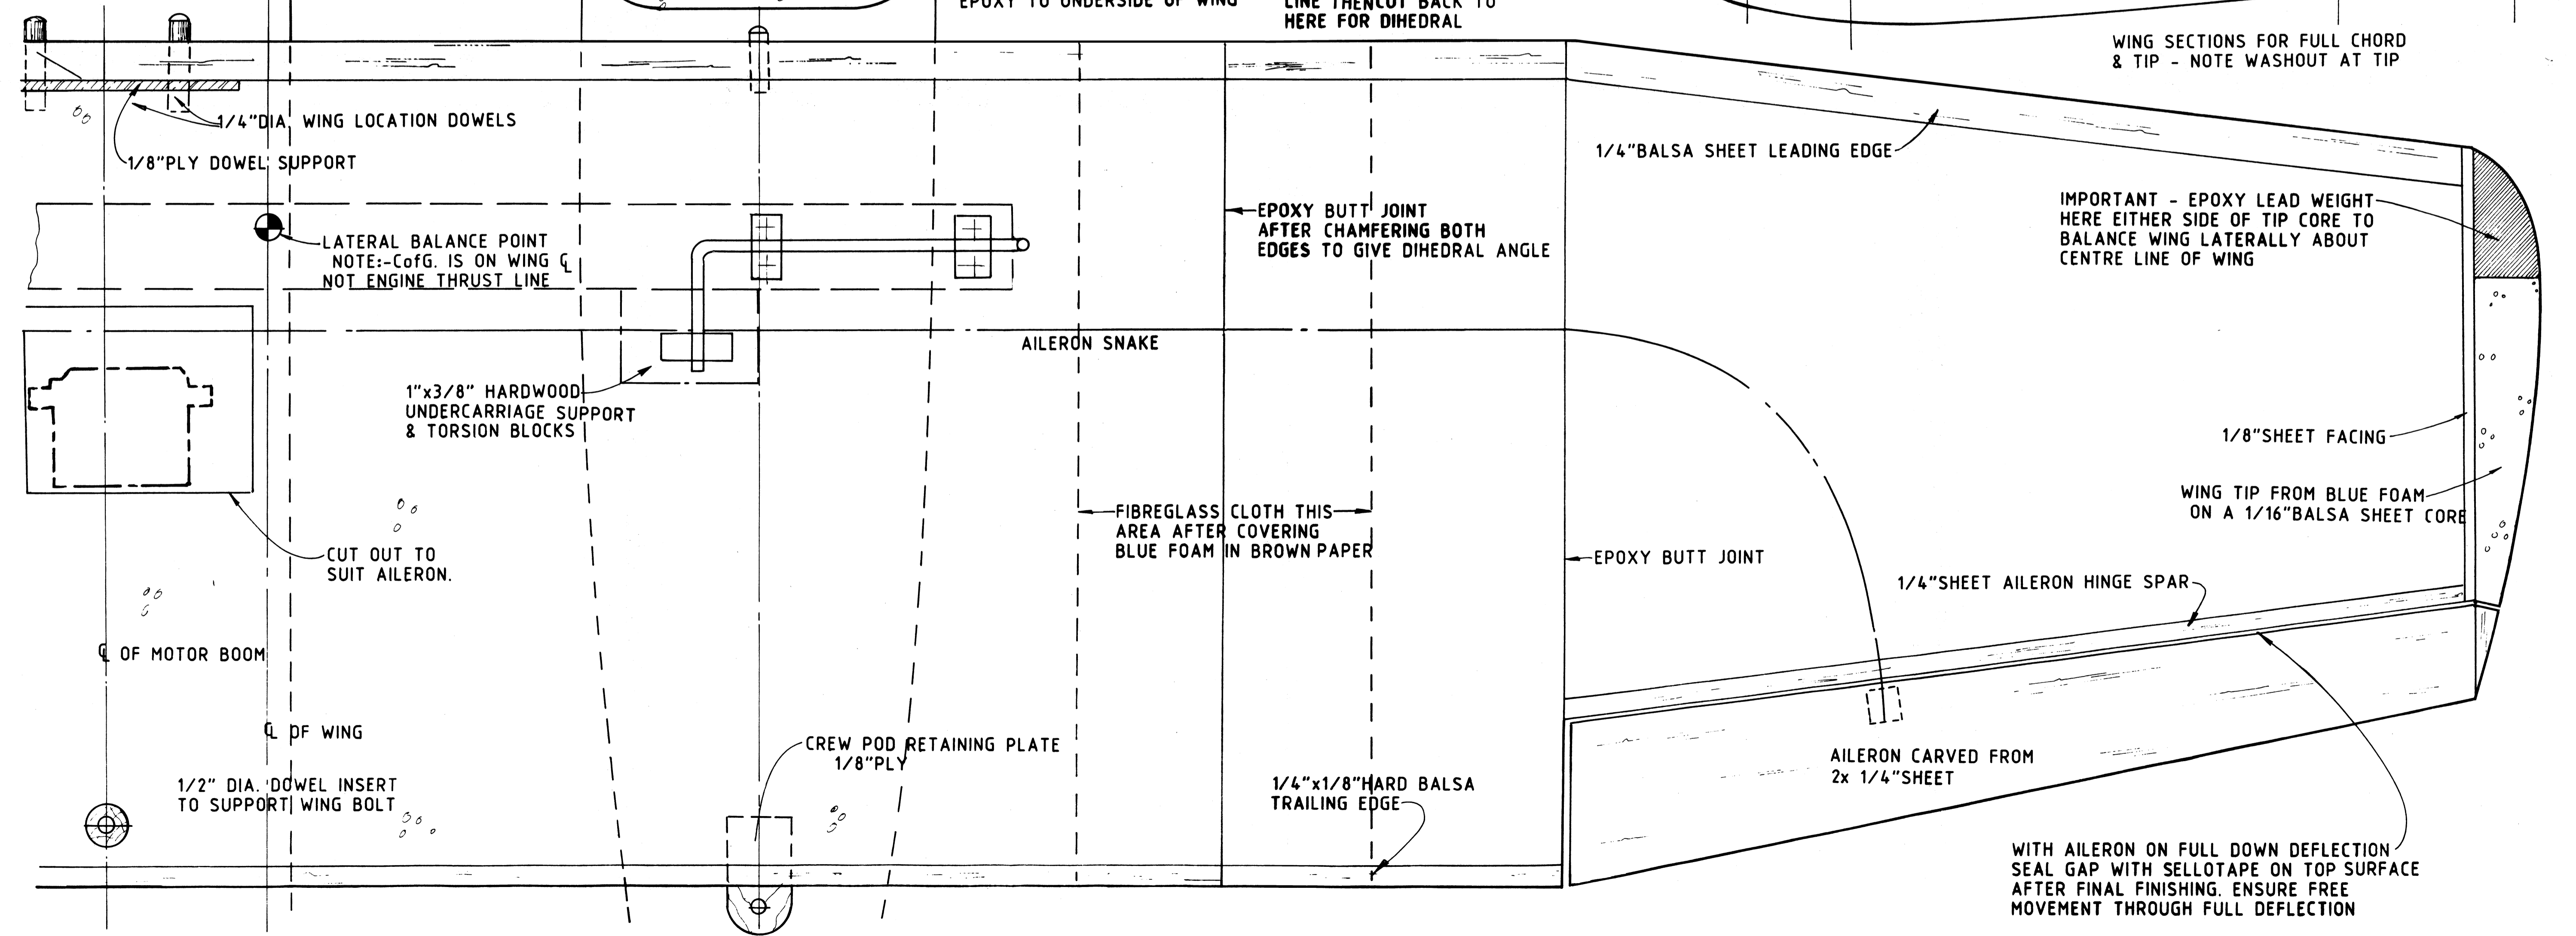 EPOXY TO UNDERSIDE OF WING
LINE THENCUT BACK TO
HERE FOR DIHEDRAL
WING SECTIONS FOR FULL CHORD
& TIP - NOTE WASHOUT AT TIP
1/4"DIA. WING LOCATION DOWELS
1/8"PLY DOWEL SUPPORT
1/4"BALSA SHEET LEADING EDGE
IMPORTANT - EPOXY LEAD WEIGHT
HERE EITHER SIDE OF TIP CORE TO
BALANCE WING LATERALLY ABOUT
CENTRE LINE OF WING
EPOXY BUTT JOINT
AFTER CHAMFERING BOTH
EDGES TO GIVE DIHEDRAL ANGLE
LATERAL BALANCE POINT
NOTE:-CofG. IS ON WING ℄
NOT ENGINE THRUST LINE
AILERON SNAKE
1"x3/8" HARDWOOD
UNDERCARRIAGE SUPPORT
& TORSION BLOCKS
1/8"SHEET FACING
WING TIP FROM BLUE FOAM
ON A 1/16"BALSA SHEET CORE
FIBREGLASS CLOTH THIS
AREA AFTER COVERING
BLUE FOAM IN BROWN PAPER
CUT OUT TO
SUIT AILERON.
EPOXY BUTT JOINT
1/4"SHEET AILERON HINGE SPAR
℄ OF MOTOR BOOM
℄ OF WING
CREW POD RETAINING PLATE
1/8"PLY
1/2" DIA. DOWEL INSERT
TO SUPPORT WING BOLT
1/4"x1/8"HARD BALSA
TRAILING EDGE
AILERON CARVED FROM
2x 1/4"SHEET
WITH AILERON ON FULL DOWN DEFLECTION
SEAL GAP WITH SELLOTAPE ON TOP SURFACE
AFTER FINAL FINISHING. ENSURE FREE
MOVEMENT THROUGH FULL DEFLECTION